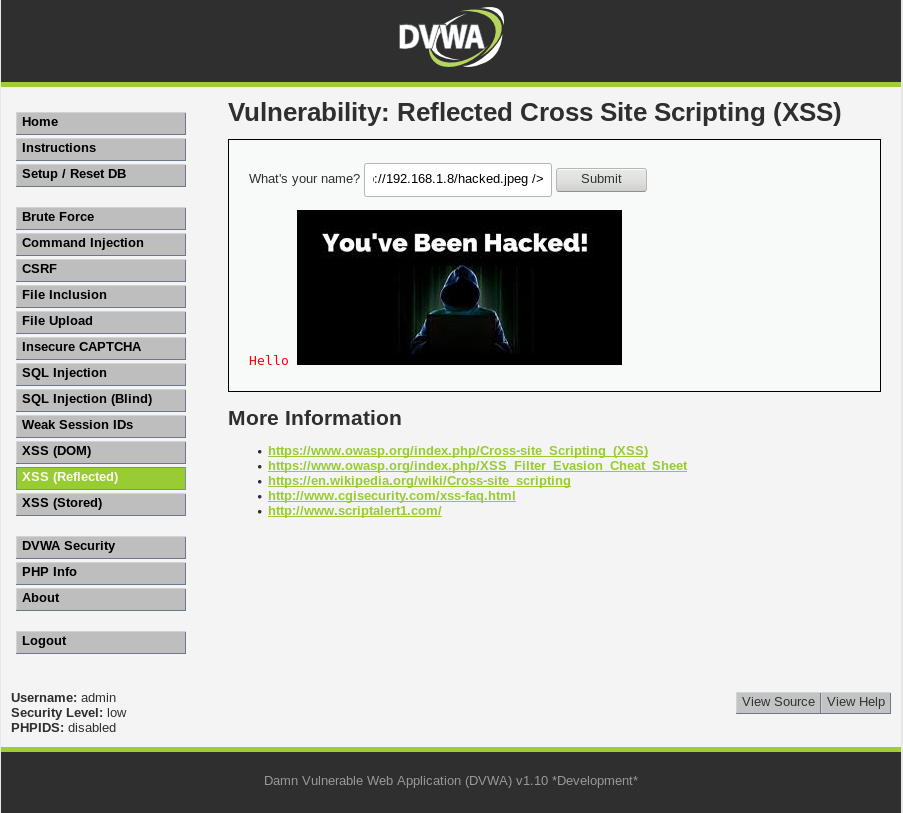 DVWA
Vulnerability: Reflected Cross Site Scripting (XSS)
Home
Instructions
Setup / Reset DB
Brute Force
Command Injection
CSRF
File Inclusion
File Upload
Insecure CAPTCHA
SQL Injection
SQL Injection (Blind)
Weak Session IDs
XSS (DOM)
XSS (Reflected)
XSS (Stored)
DVWA Security
PHP Info
About
Logout
What's your name? ://192.168.1.8/hacked.jpeg /> Submit
You've Been Hacked!
Hello
More Information
• https://www.owasp.org/index.php/Cross-site_Scripting_(XSS)
• https://www.owasp.org/index.php/XSS_Filter_Evasion_Cheat_Sheet
• https://en.wikipedia.org/wiki/Cross-site_scripting
• http://www.cgisecurity.com/xss-faq.html
• http://www.scriptalert1.com/
Username: admin
Security Level: low
PHPIDS: disabled
View Source View Help
Damn Vulnerable Web Application (DVWA) v1.10 *Development*